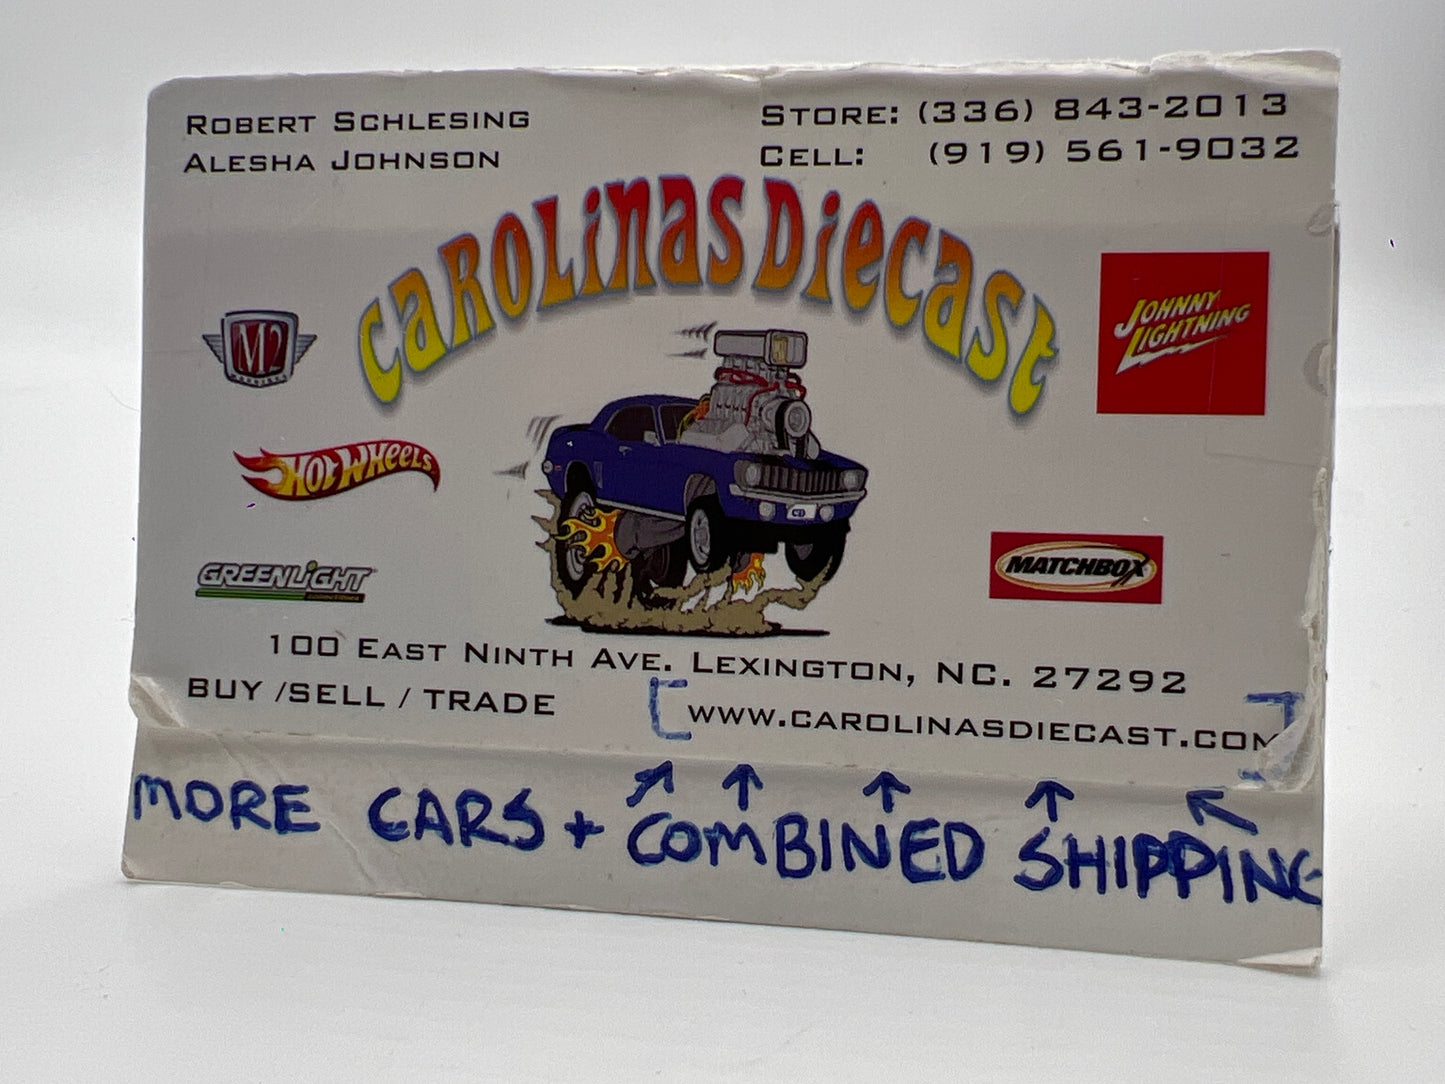 ROBERT SCHLESING
ALESHA JOHNSON
STORE: (336) 843-2013
CELL: (919) 561-9032
CAROLINAS DIECAST
M2
MACHINES
JOHNNY
LIGHTNING
HOT WHEELS
GREENLIGHT
MATCHBOX
CD
100 EAST NINTH AVE. LEXINGTON, NC. 27292
BUY /SELL / TRADE
[WWW.CAROLINASDIECAST.COM]
MORE CARS + COMBINED SHIPPING